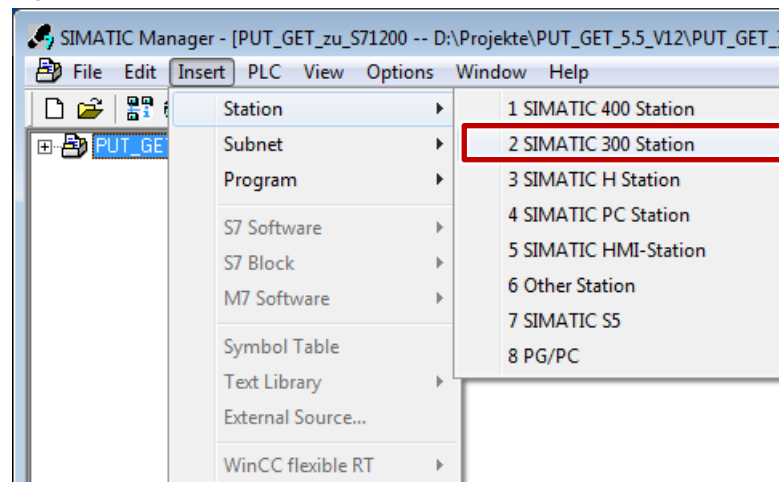 SIMATIC Manager - [PUT_GET_zu_S71200 -- D:\Projekte\PUT_GET_5.5_V12\PUT_GET_
File Edit Insert PLC View Options Window Help
Station
Subnet
Program
S7 Software
S7 Block
M7 Software
Symbol Table
Text Library
External Source...
WinCC flexible RT
1 SIMATIC 400 Station
2 SIMATIC 300 Station
3 SIMATIC H Station
4 SIMATIC PC Station
5 SIMATIC HMI-Station
6 Other Station
7 SIMATIC S5
8 PG/PC
PUT_GE